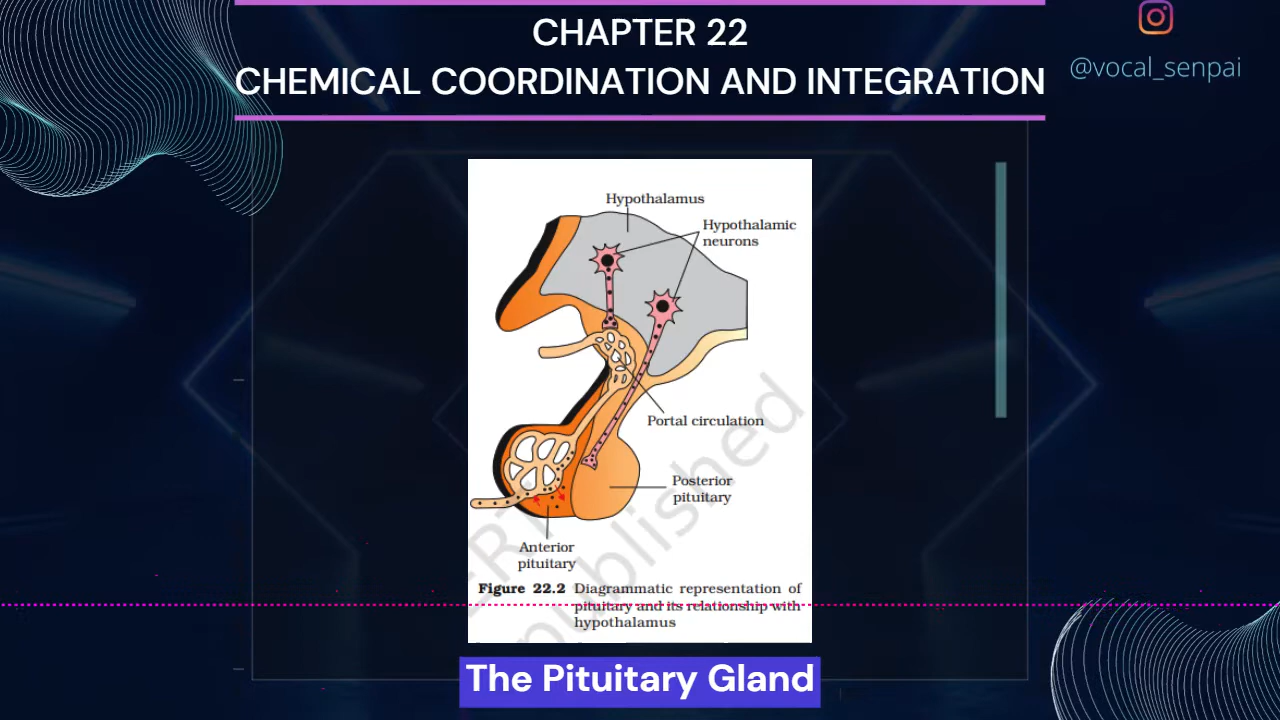 CHAPTER 22
CHEMICAL COORDINATION AND INTEGRATION
@vocal_senpai
Hypothalamus
Hypothalamic
neurons
Portal circulation
Posterior
pituitary
Anterior
pituitary
Figure 22.2 Diagrammatic representation of
pituitary and its relationship with
hypothalamus
published
The Pituitary Gland